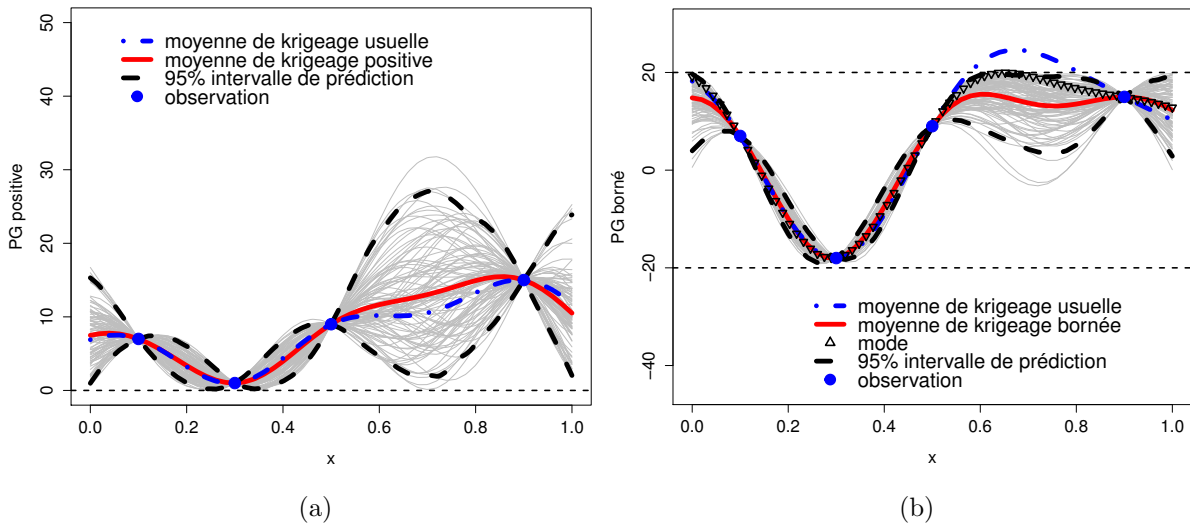 PG positive
50
40
30
20
10
0
moyenne de krigeage usuelle
moyenne de krigeage positive
95% intervalle de prédiction
observation
0.0 0.2 0.4 0.6 0.8 1.0
x
(a)
PG borné
20
0
-20
-40
moyenne de krigeage usuelle
moyenne de krigeage bornée
mode
95% intervalle de prédiction
observation
0.0 0.2 0.4 0.6 0.8 1.0
x
(b)